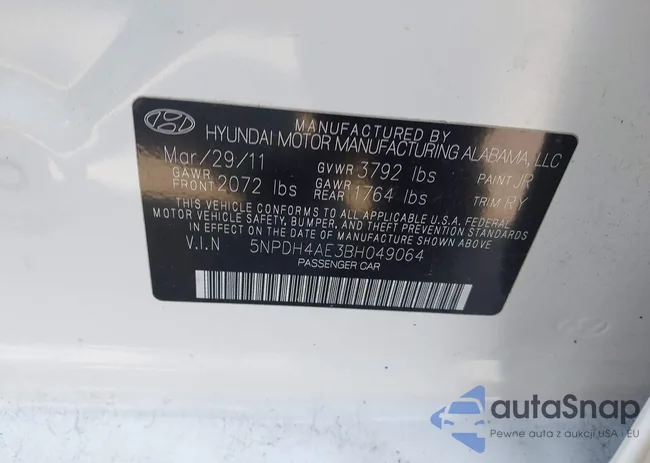 MANUFACTURED BY
HYUNDAI MOTOR MANUFACTURING ALABAMA, LLC
Mar/29/11 GVWR 3792 lbs PAINT JR
GAWR FRONT 2072 lbs GAWR REAR 1764 lbs TRIM RY
THIS VEHICLE CONFORMS TO ALL APPLICABLE U.S.A. FEDERAL
MOTOR VEHICLE SAFETY, BUMPER, AND THEFT PREVENTION STANDARDS
IN EFFECT ON THE DATE OF MANUFACTURE SHOWN ABOVE.
V.I.N 5NPDH4AE3BH049064
PASSENGER CAR
autaSnap
Pewne auta z aukcji USA i EU